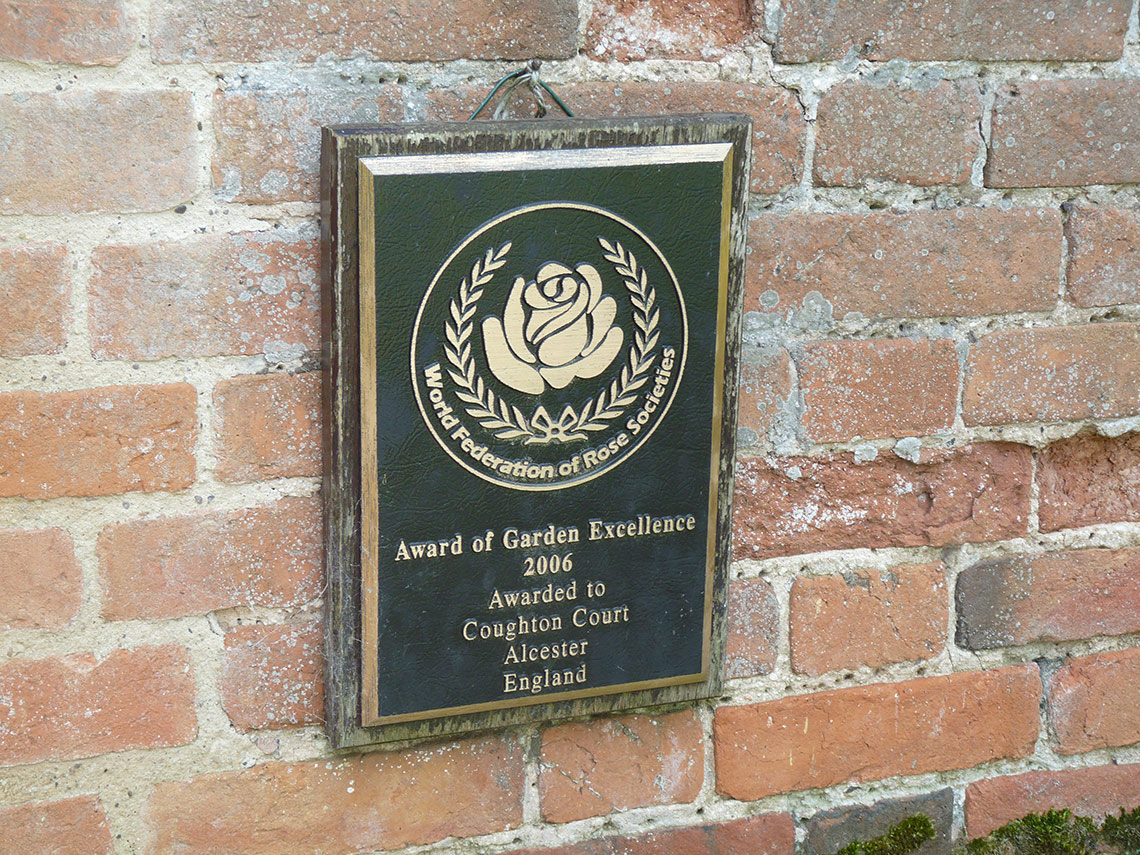 World Federation of Rose Societies
Award of Garden Excellence
2006
Awarded to
Coughton Court
Alcester
England